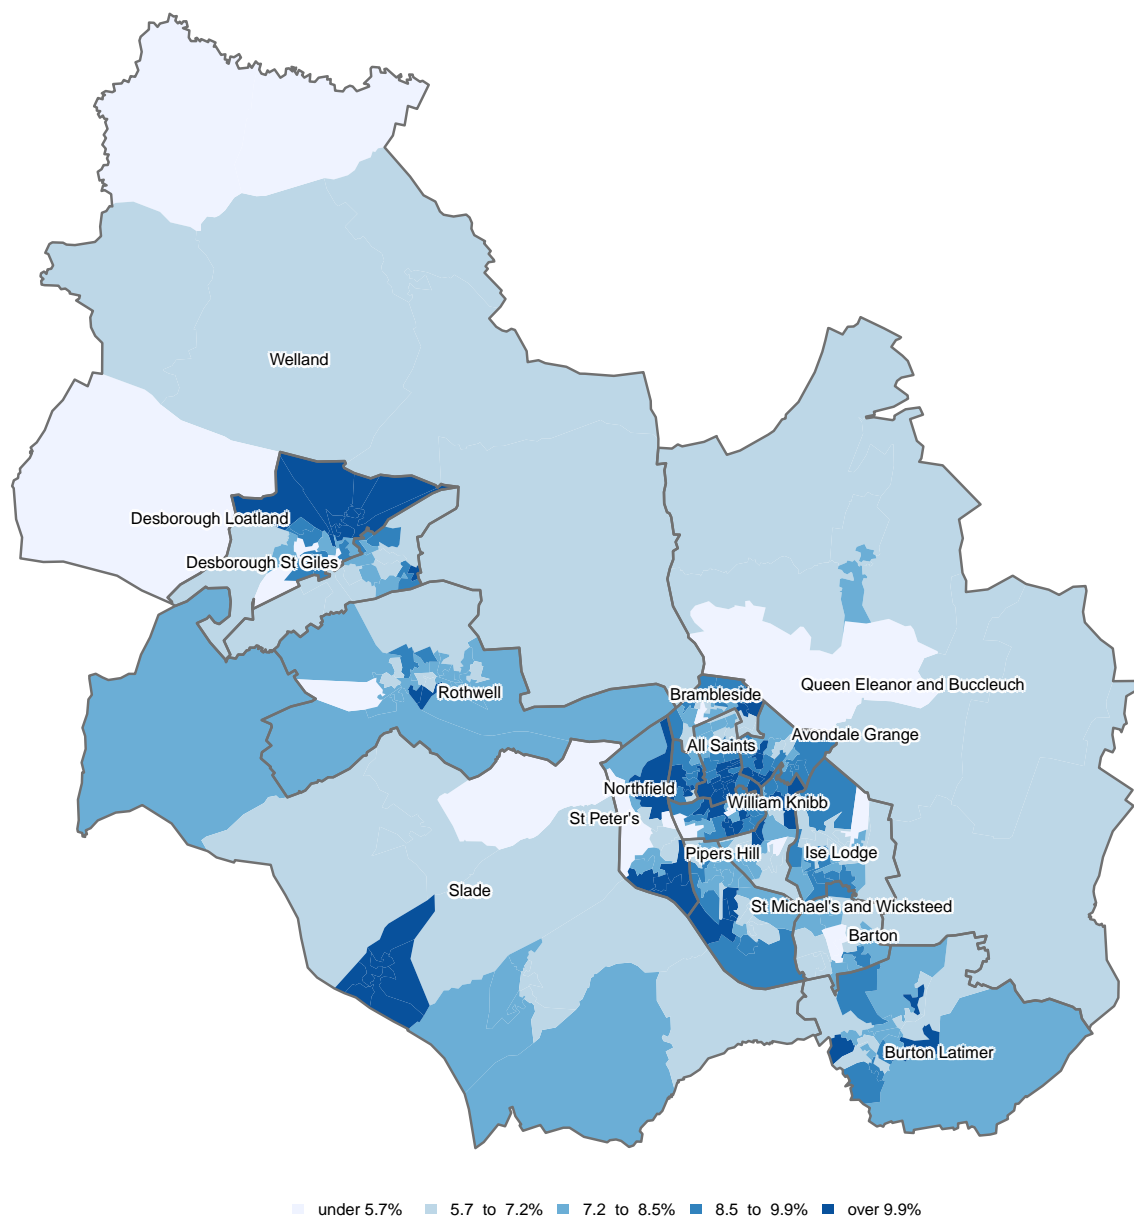 Welland
Desborough Loatland
Desborough St Giles
Rothwell
Brambleside
Queen Eleanor and Buccleuch
All Saints
Avondale Grange
Northfield
William Knibb
St Peter's
Pipers Hill
Ise Lodge
Slade
St Michael's and Wicksteed
Barton
Burton Latimer
under 5.7% 5.7 to 7.2% 7.2 to 8.5% 8.5 to 9.9% over 9.9%